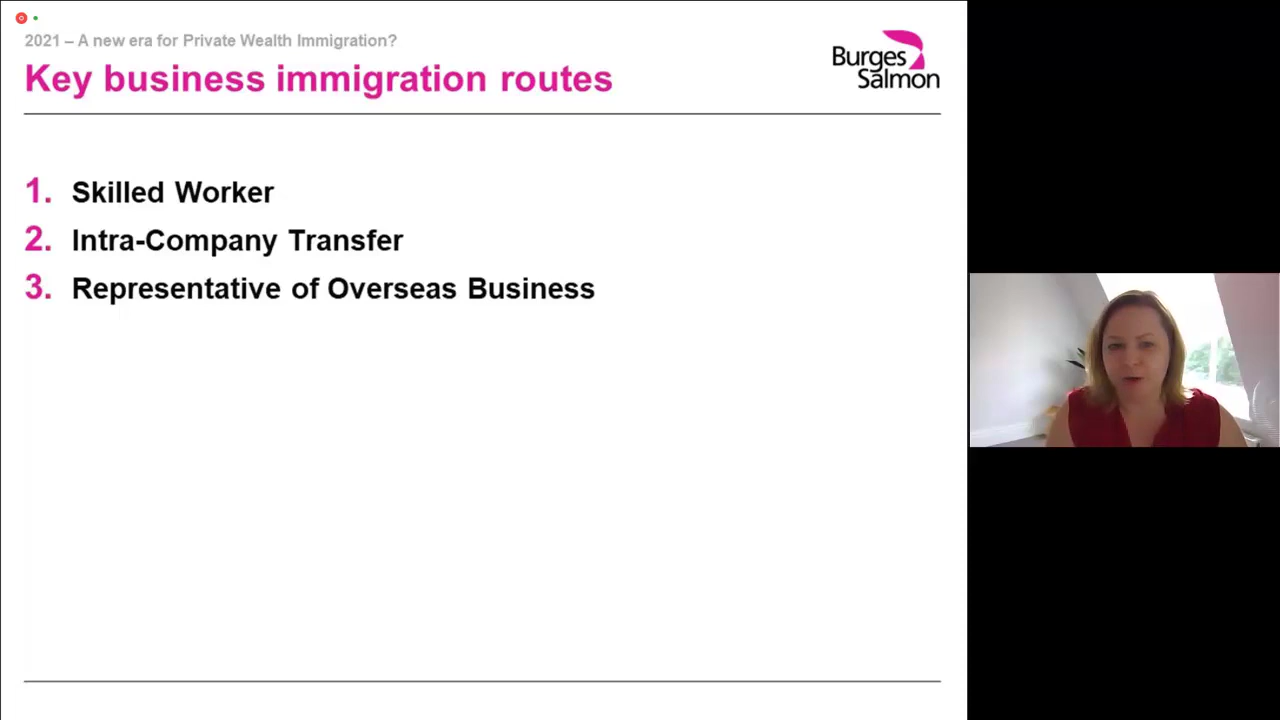 2021 – A new era for Private Wealth Immigration?
Key business immigration routes
Burges
Salmon
1. Skilled Worker
2. Intra-Company Transfer
3. Representative of Overseas Business